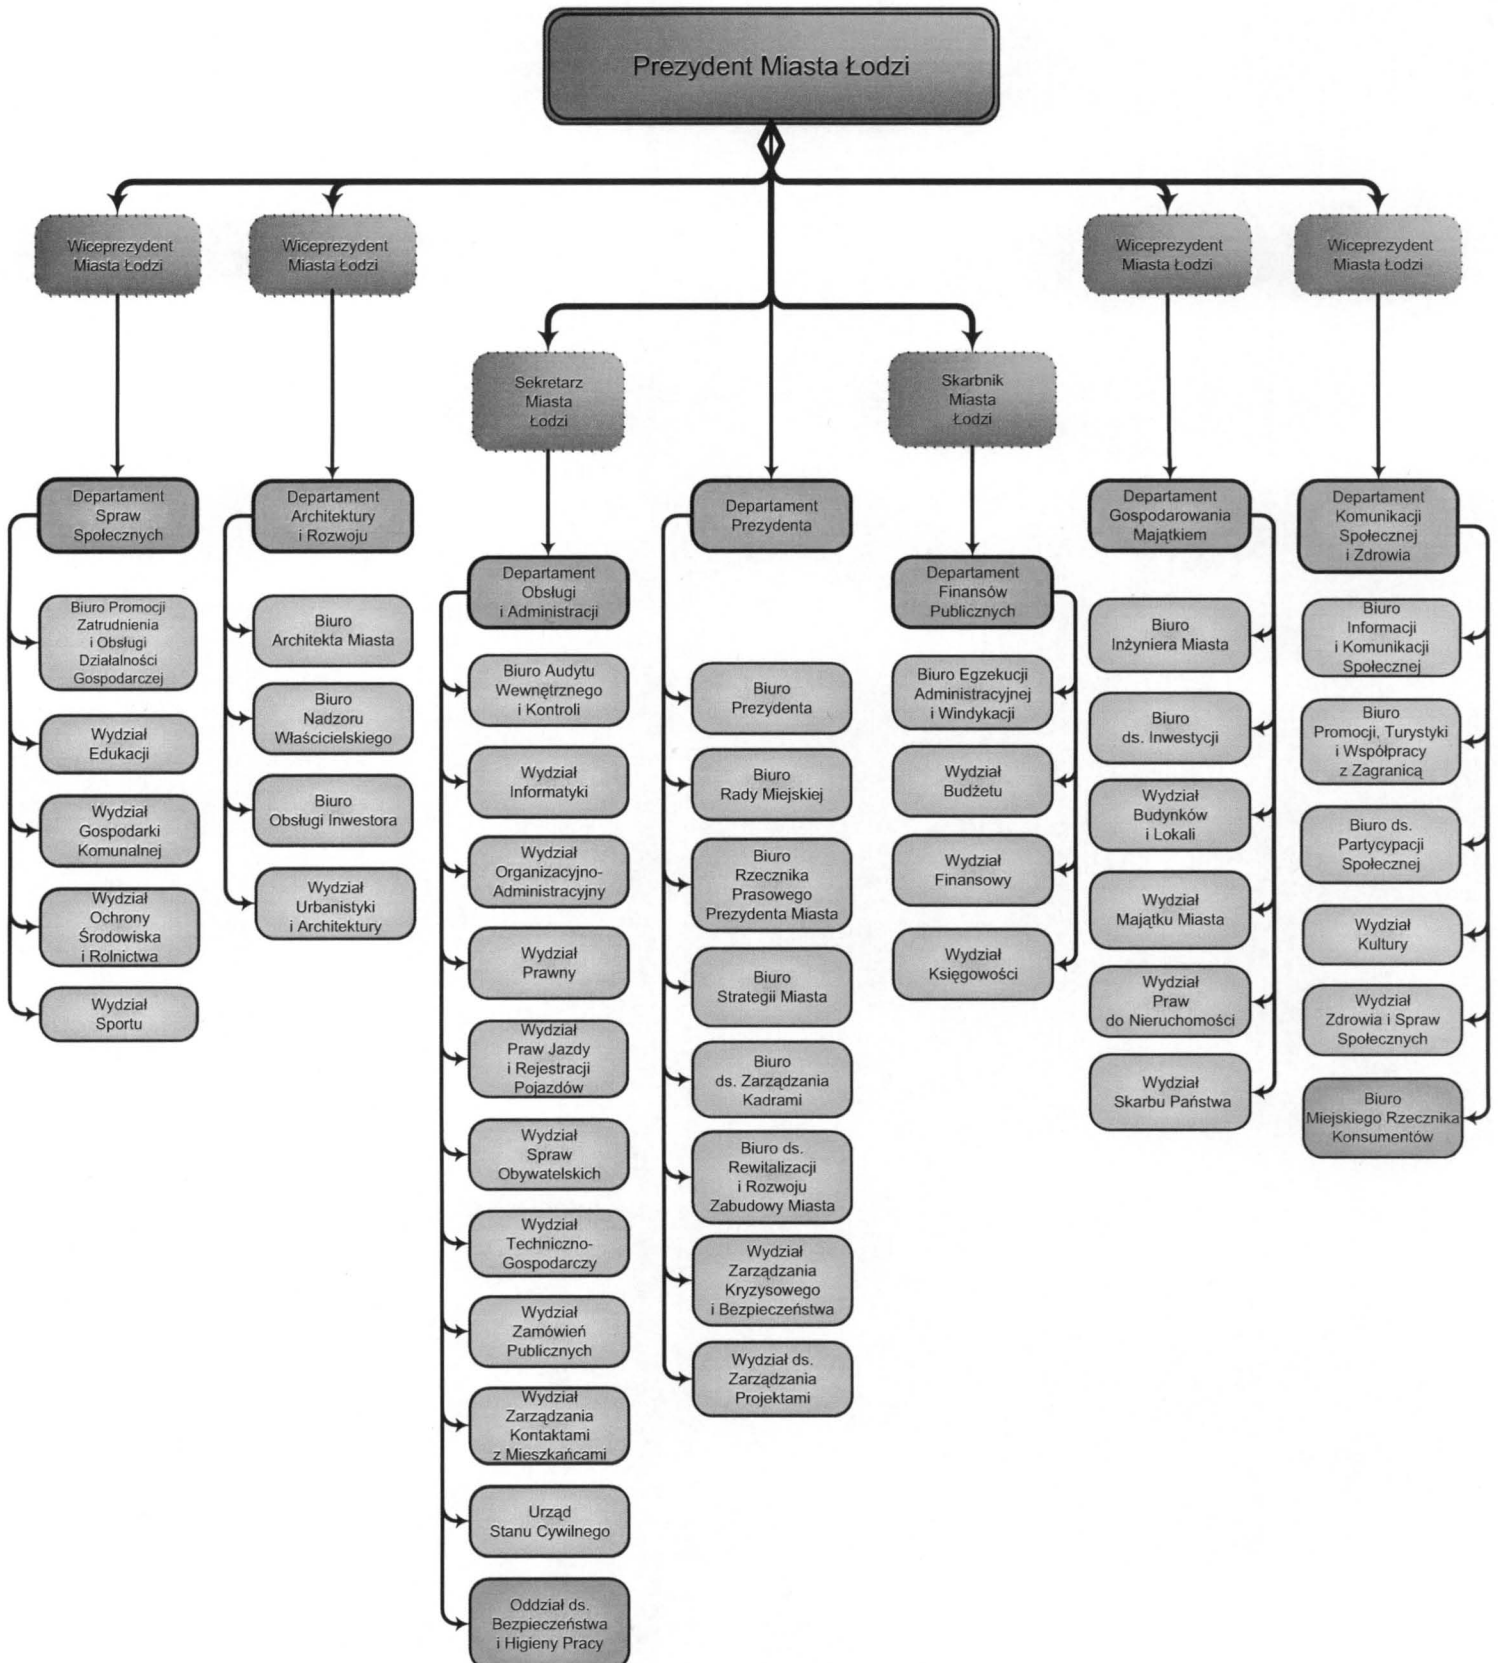 Prezydent Miasta Łodzi
Wiceprezydent
Miasta Łodzi
Wiceprezydent
Miasta Łodzi
Wiceprezydent
Miasta Łodzi
Wiceprezydent
Miasta Łodzi
Sekretarz
Miasta
Łodzi
Skarbnik
Miasta
Łodzi
Departament
Spraw
Społecznych
Biuro Promocji
Zatrudnienia
i Obsługi
Działalności
Gospodarczej
Wydział
Edukacji
Wydział
Gospodarki
Komunalnej
Wydział
Ochrony
Środowiska
i Rolnictwa
Wydział
Sportu
Departament
Architektury
i Rozwoju
Biuro
Architekta Miasta
Biuro
Nadzoru
Właścicielskiego
Biuro
Obsługi Inwestora
Wydział
Urbanistyki
i Architektury
Departament
Obsługi
i Administracji
Biuro Audytu
Wewnętrznego
i Kontroli
Wydział
Informatyki
Wydział
Organizacyjno-
Administracyjny
Wydział
Prawny
Wydział
Praw Jazdy
i Rejestracji
Pojazdów
Wydział
Spraw
Obywatelskich
Wydział
Techniczno-
Gospodarczy
Wydział
Zamówień
Publicznych
Wydział
Zarządzania
Kontaktami
z Mieszkańcami
Urząd
Stanu Cywilnego
Oddział ds.
Bezpieczeństwa
i Higieny Pracy
Departament
Prezydenta
Biuro
Prezydenta
Biuro
Rady Miejskiej
Biuro
Rzecznika
Prasowego
Prezydenta Miasta
Biuro
Strategii Miasta
Biuro
ds. Zarządzania
Kadrami
Biuro ds.
Rewitalizacji
i Rozwoju
Zabudowy Miasta
Wydział
Zarządzania
Kryzysowego
i Bezpieczeństwa
Wydział ds.
Zarządzania
Projektami
Departament
Finansów
Publicznych
Biuro Egzekucji
Administracyjnej
i Windykacji
Wydział
Budżetu
Wydział
Finansowy
Wydział
Księgowości
Departament
Gospodarowania
Majątkiem
Biuro
Inżyniera Miasta
Biuro
ds. Inwestycji
Wydział
Budynków
i Lokali
Wydział
Majątku Miasta
Wydział
Praw
do Nieruchomości
Wydział
Skarbu Państwa
Departament
Komunikacji
Społecznej
i Zdrowia
Biuro
Informacji
i Komunikacji
Społecznej
Biuro
Promocji, Turystyki
i Współpracy
z Zagranicą
Biuro ds.
Partycypacji
Społecznej
Wydział
Kultury
Wydział
Zdrowia i Spraw
Społecznych
Biuro
Miejskiego Rzecznika
Konsumentów